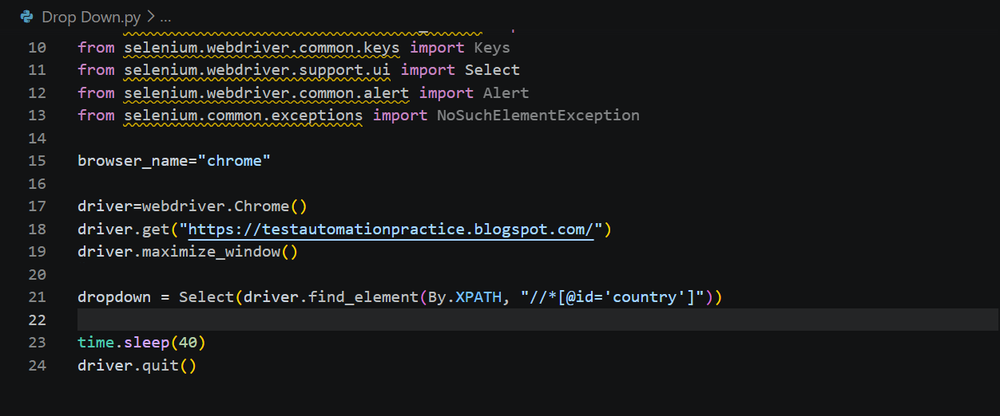 Drop Down.py > ...
10 from selenium.webdriver.common.keys import Keys
11 from selenium.webdriver.support.ui import Select
12 from selenium.webdriver.common.alert import Alert
13 from selenium.common.exceptions import NoSuchElementException
14
15 browser_name="chrome"
16
17 driver=webdriver.Chrome()
18 driver.get("https://testautomationpractice.blogspot.com/")
19 driver.maximize_window()
20
21 dropdown = Select(driver.find_element(By.XPATH, "//*[@id='country']"))
22
23 time.sleep(40)
24 driver.quit()